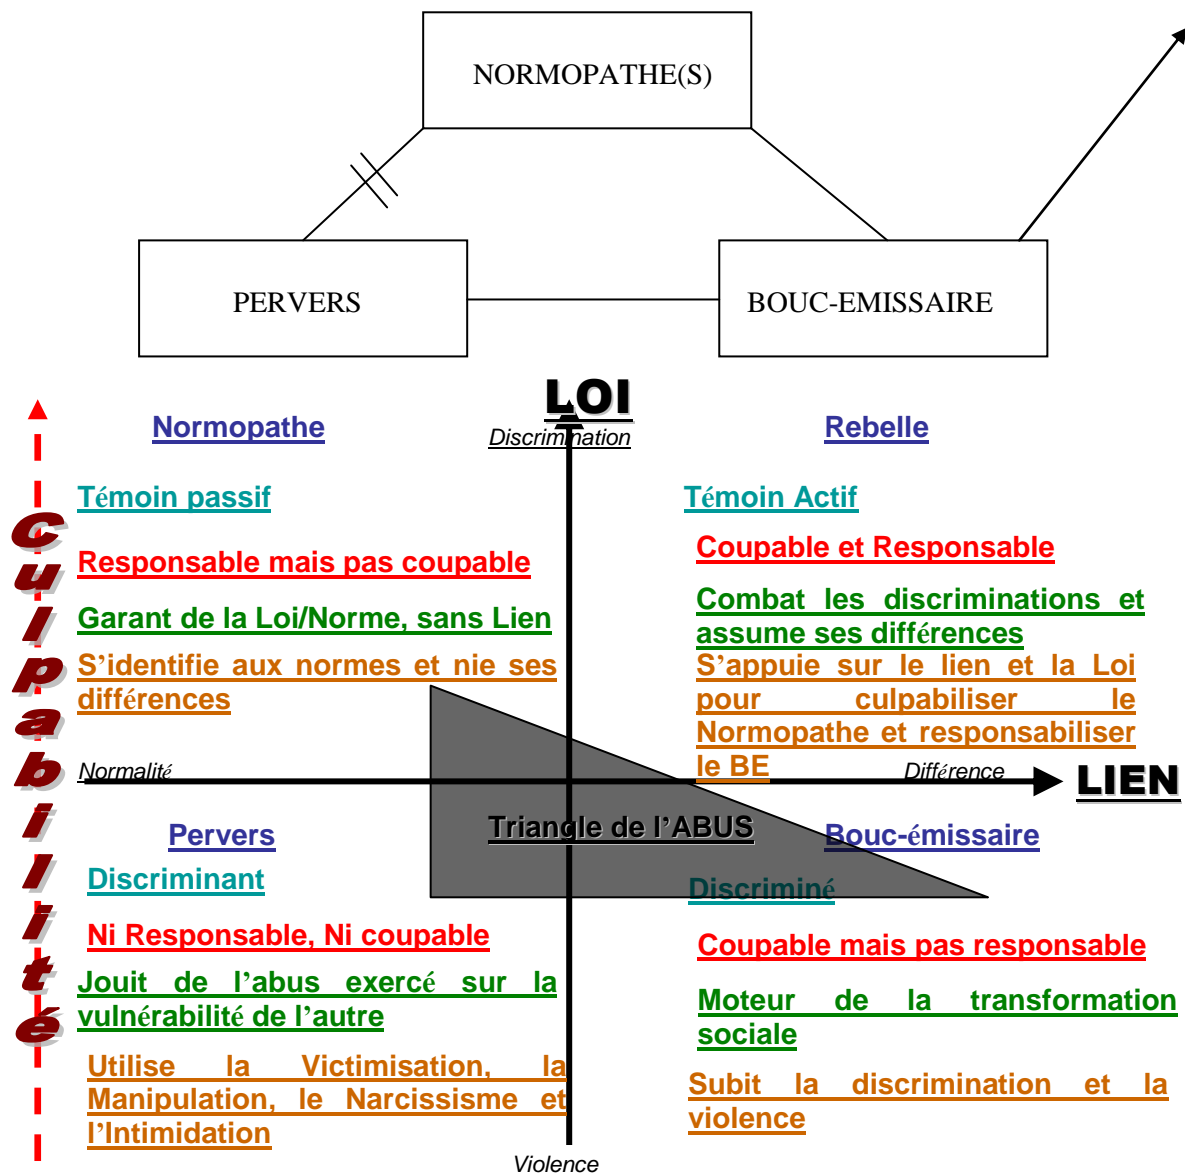 NORMOPATHE(S)
PERVERS
BOUC-EMISSAIRE
LOI
Normopathe
Discrimination
Rebelle
Témoin passif
Responsable mais pas coupable
Garant de la Loi/Norme, sans Lien
S’identifie aux normes et nie ses
différences
Témoin Actif
Coupable et Responsable
Combat les discriminations et
assume ses différences
S’appuie sur le lien et la Loi
pour culpabiliser le
Normopathe et responsabiliser
le BE
Culpabilité
Normalité
Différence
LIEN
Triangle de l’ABUS
Pervers
Discriminant
Ni Responsable, Ni coupable
Jouit de l’abus exercé sur la
vulnérabilité de l’autre
Utilise la Victimisation, la
Manipulation, le Narcissisme et
l’Intimidation
Bouc-émissaire
Discriminé
Coupable mais pas responsable
Moteur de la transformation
sociale
Subit la discrimination et la
violence
Violence